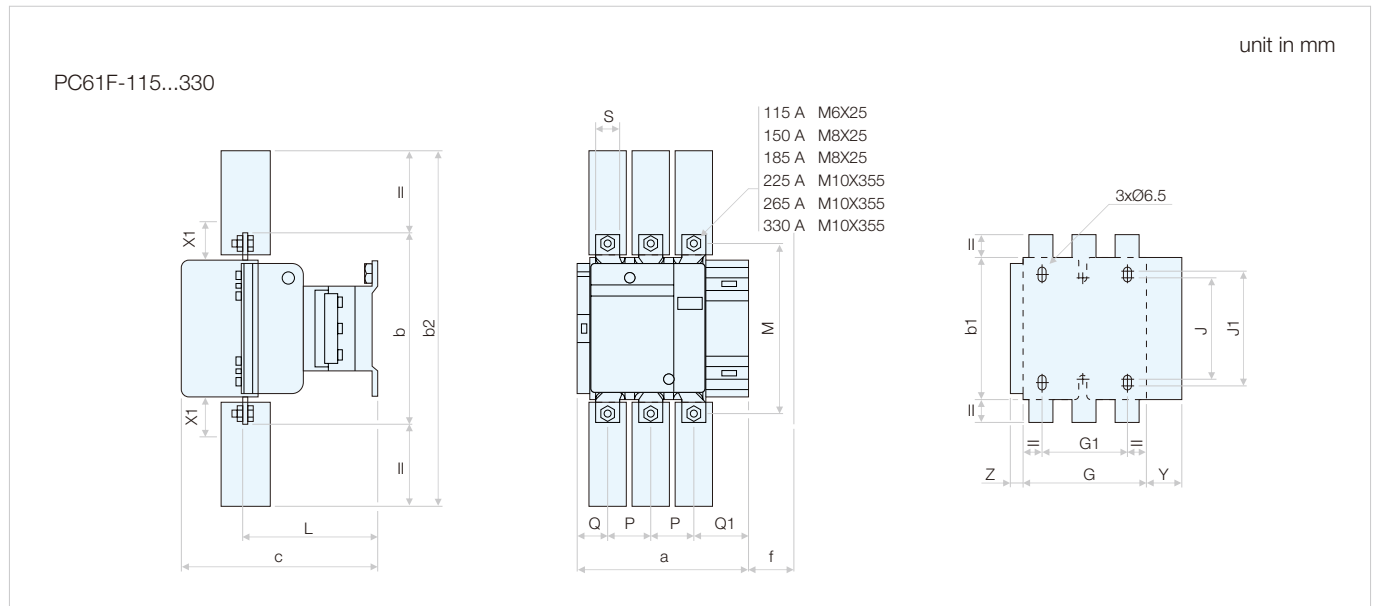 unit in mm
PC61F-115...330
115 A M6X25
150 A M8X25
185 A M8X25
225 A M10X355
265 A M10X355
330 A M10X355
S
3xØ6.5
=
X1
b
b2
X1
=
L
c
M
Q P P Q1
a f
=
b1
J
J1
=
= G1 =
Z G Y